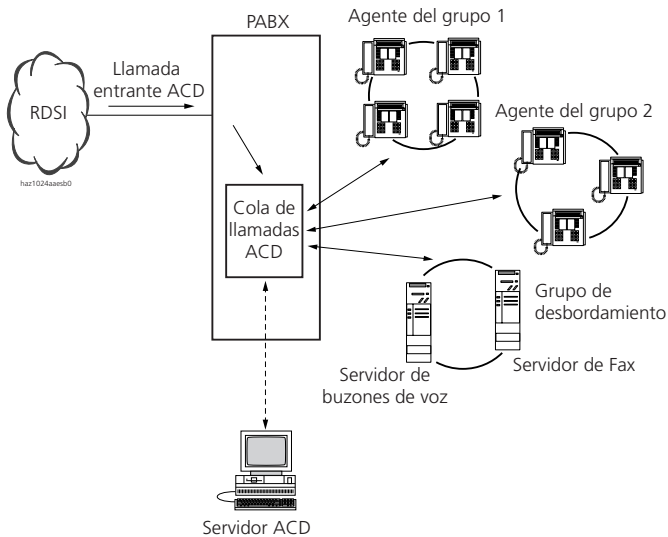 PABX
Agente del grupo 1
Llamada
entrante ACD
RDSI
haz1024aaesb0
Agente del grupo 2
Cola de
llamadas
ACD
Grupo de
desbordamiento
Servidor de
buzones de voz
Servidor de Fax
Servidor ACD